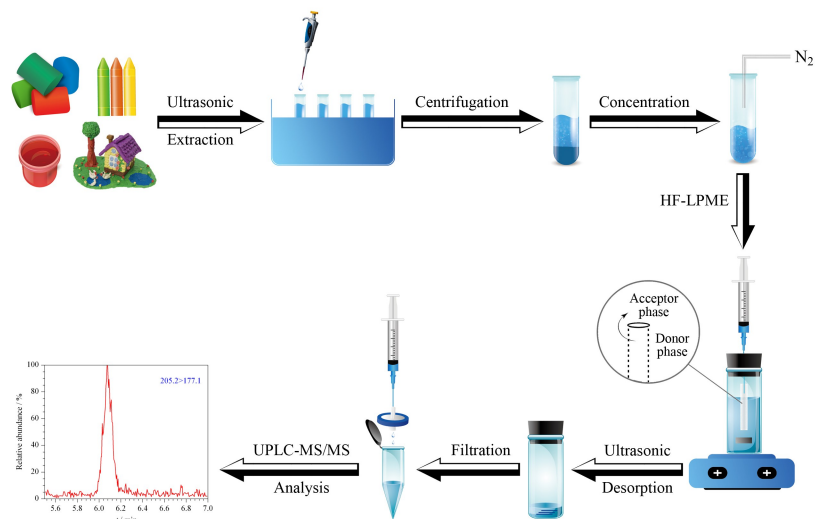 N₂
Ultrasonic
Extraction
Centrifugation
Concentration
HF-LPME
Acceptor
phase
Donor
phase
Ultrasonic
Desorption
Filtration
UPLC-MS/MS
Analysis
205.2>177.1
Relative abundance / %
100
80
60
40
20
0
5.6
5.8
6.0
6.2
6.4
6.6
6.8
7.0